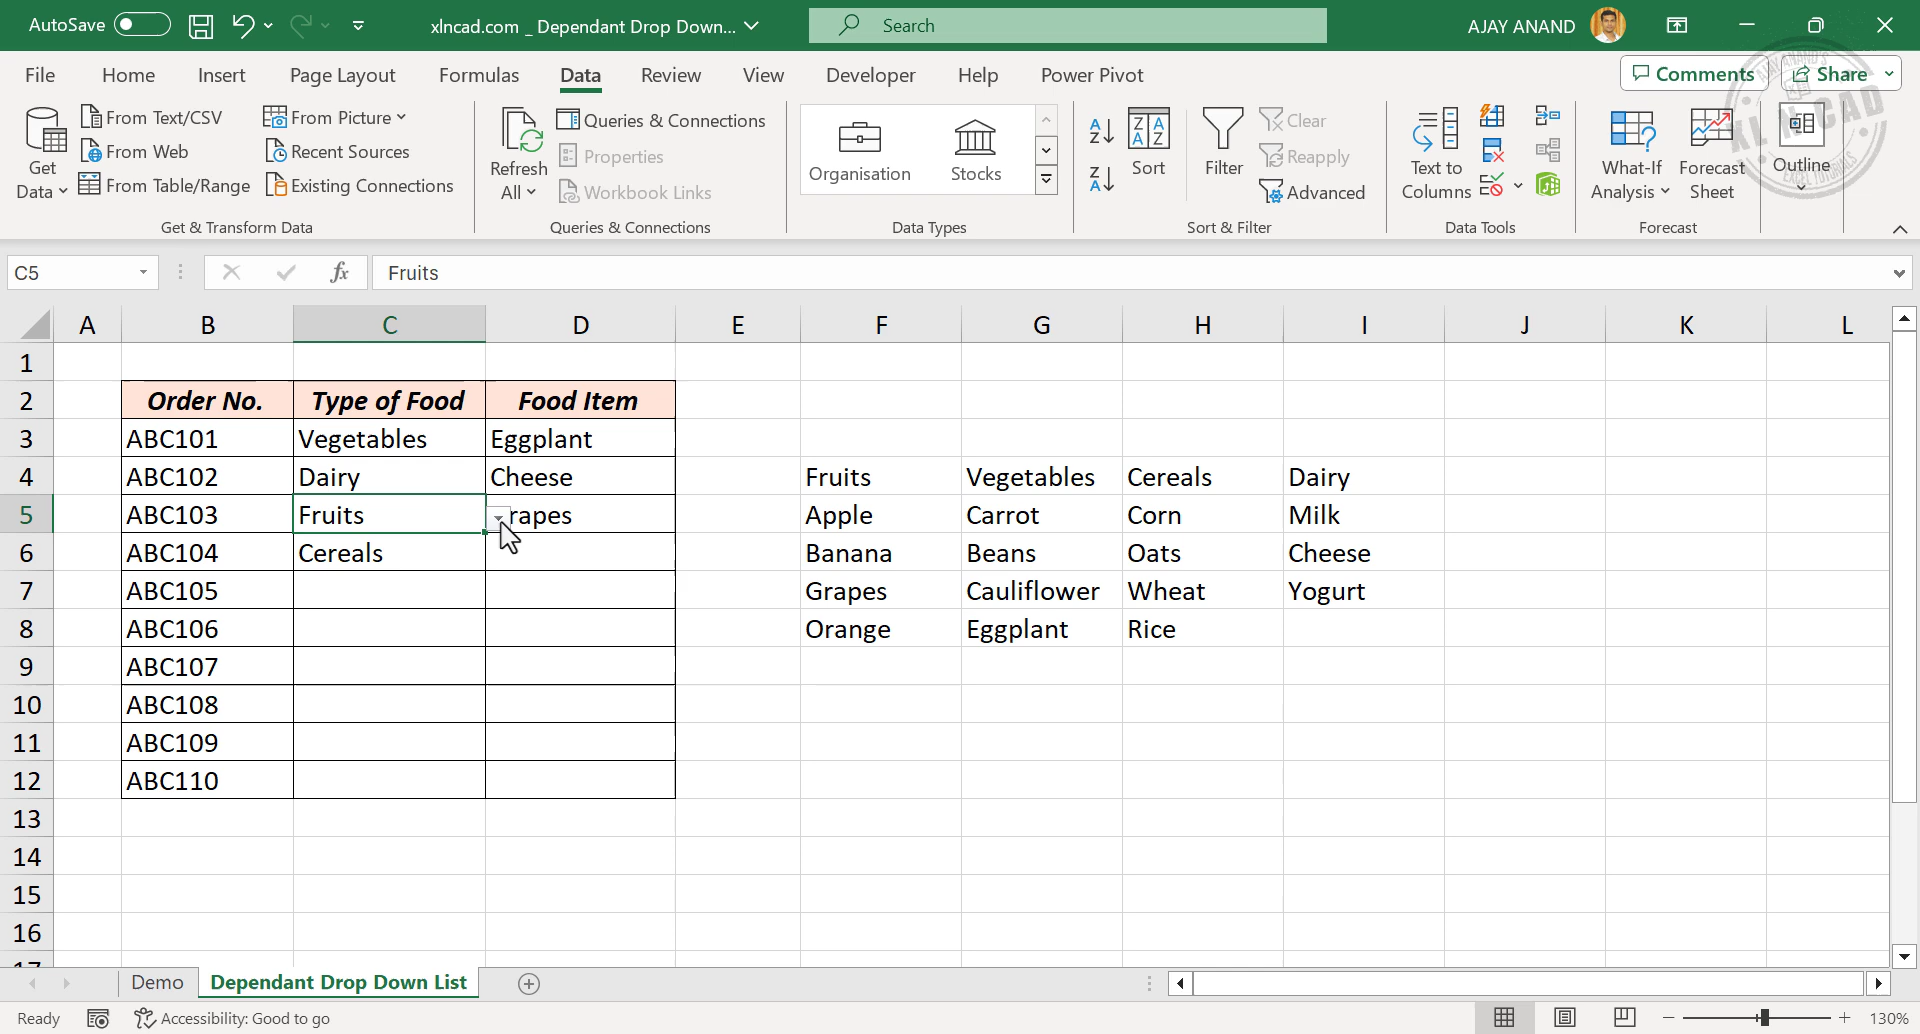 AutoSave xlncad.com _ Dependant Drop Down... Search AJAY ANAND
File Home Insert Page Layout Formulas Data Review View Developer Help Power Pivot Comments Share
Get Data
From Text/CSV
From Web
From Table/Range
From Picture
Recent Sources
Existing Connections
Get & Transform Data
Refresh All
Queries & Connections
Properties
Workbook Links
Queries & Connections
Organisation Stocks
Data Types
Sort
Filter
Clear
Reapply
Advanced
Sort & Filter
Text to Columns
Data Tools
What-If Analysis
Forecast Sheet
Forecast
Outline
XL N CAD
EXCEL TUTORIALS
C5 fx Fruits
A B C D E F G H I J K L
1
2 Order No. Type of Food Food Item
3 ABC101 Vegetables Eggplant
4 ABC102 Dairy Cheese Fruits Vegetables Cereals Dairy
5 ABC103 Fruits rapes Apple Carrot Corn Milk
6 ABC104 Cereals Banana Beans Oats Cheese
7 ABC105 Grapes Cauliflower Wheat Yogurt
8 ABC106 Orange Eggplant Rice
9 ABC107
10 ABC108
11 ABC109
12 ABC110
13
14
15
16
17
Demo Dependant Drop Down List
Ready Accessibility: Good to go 130%